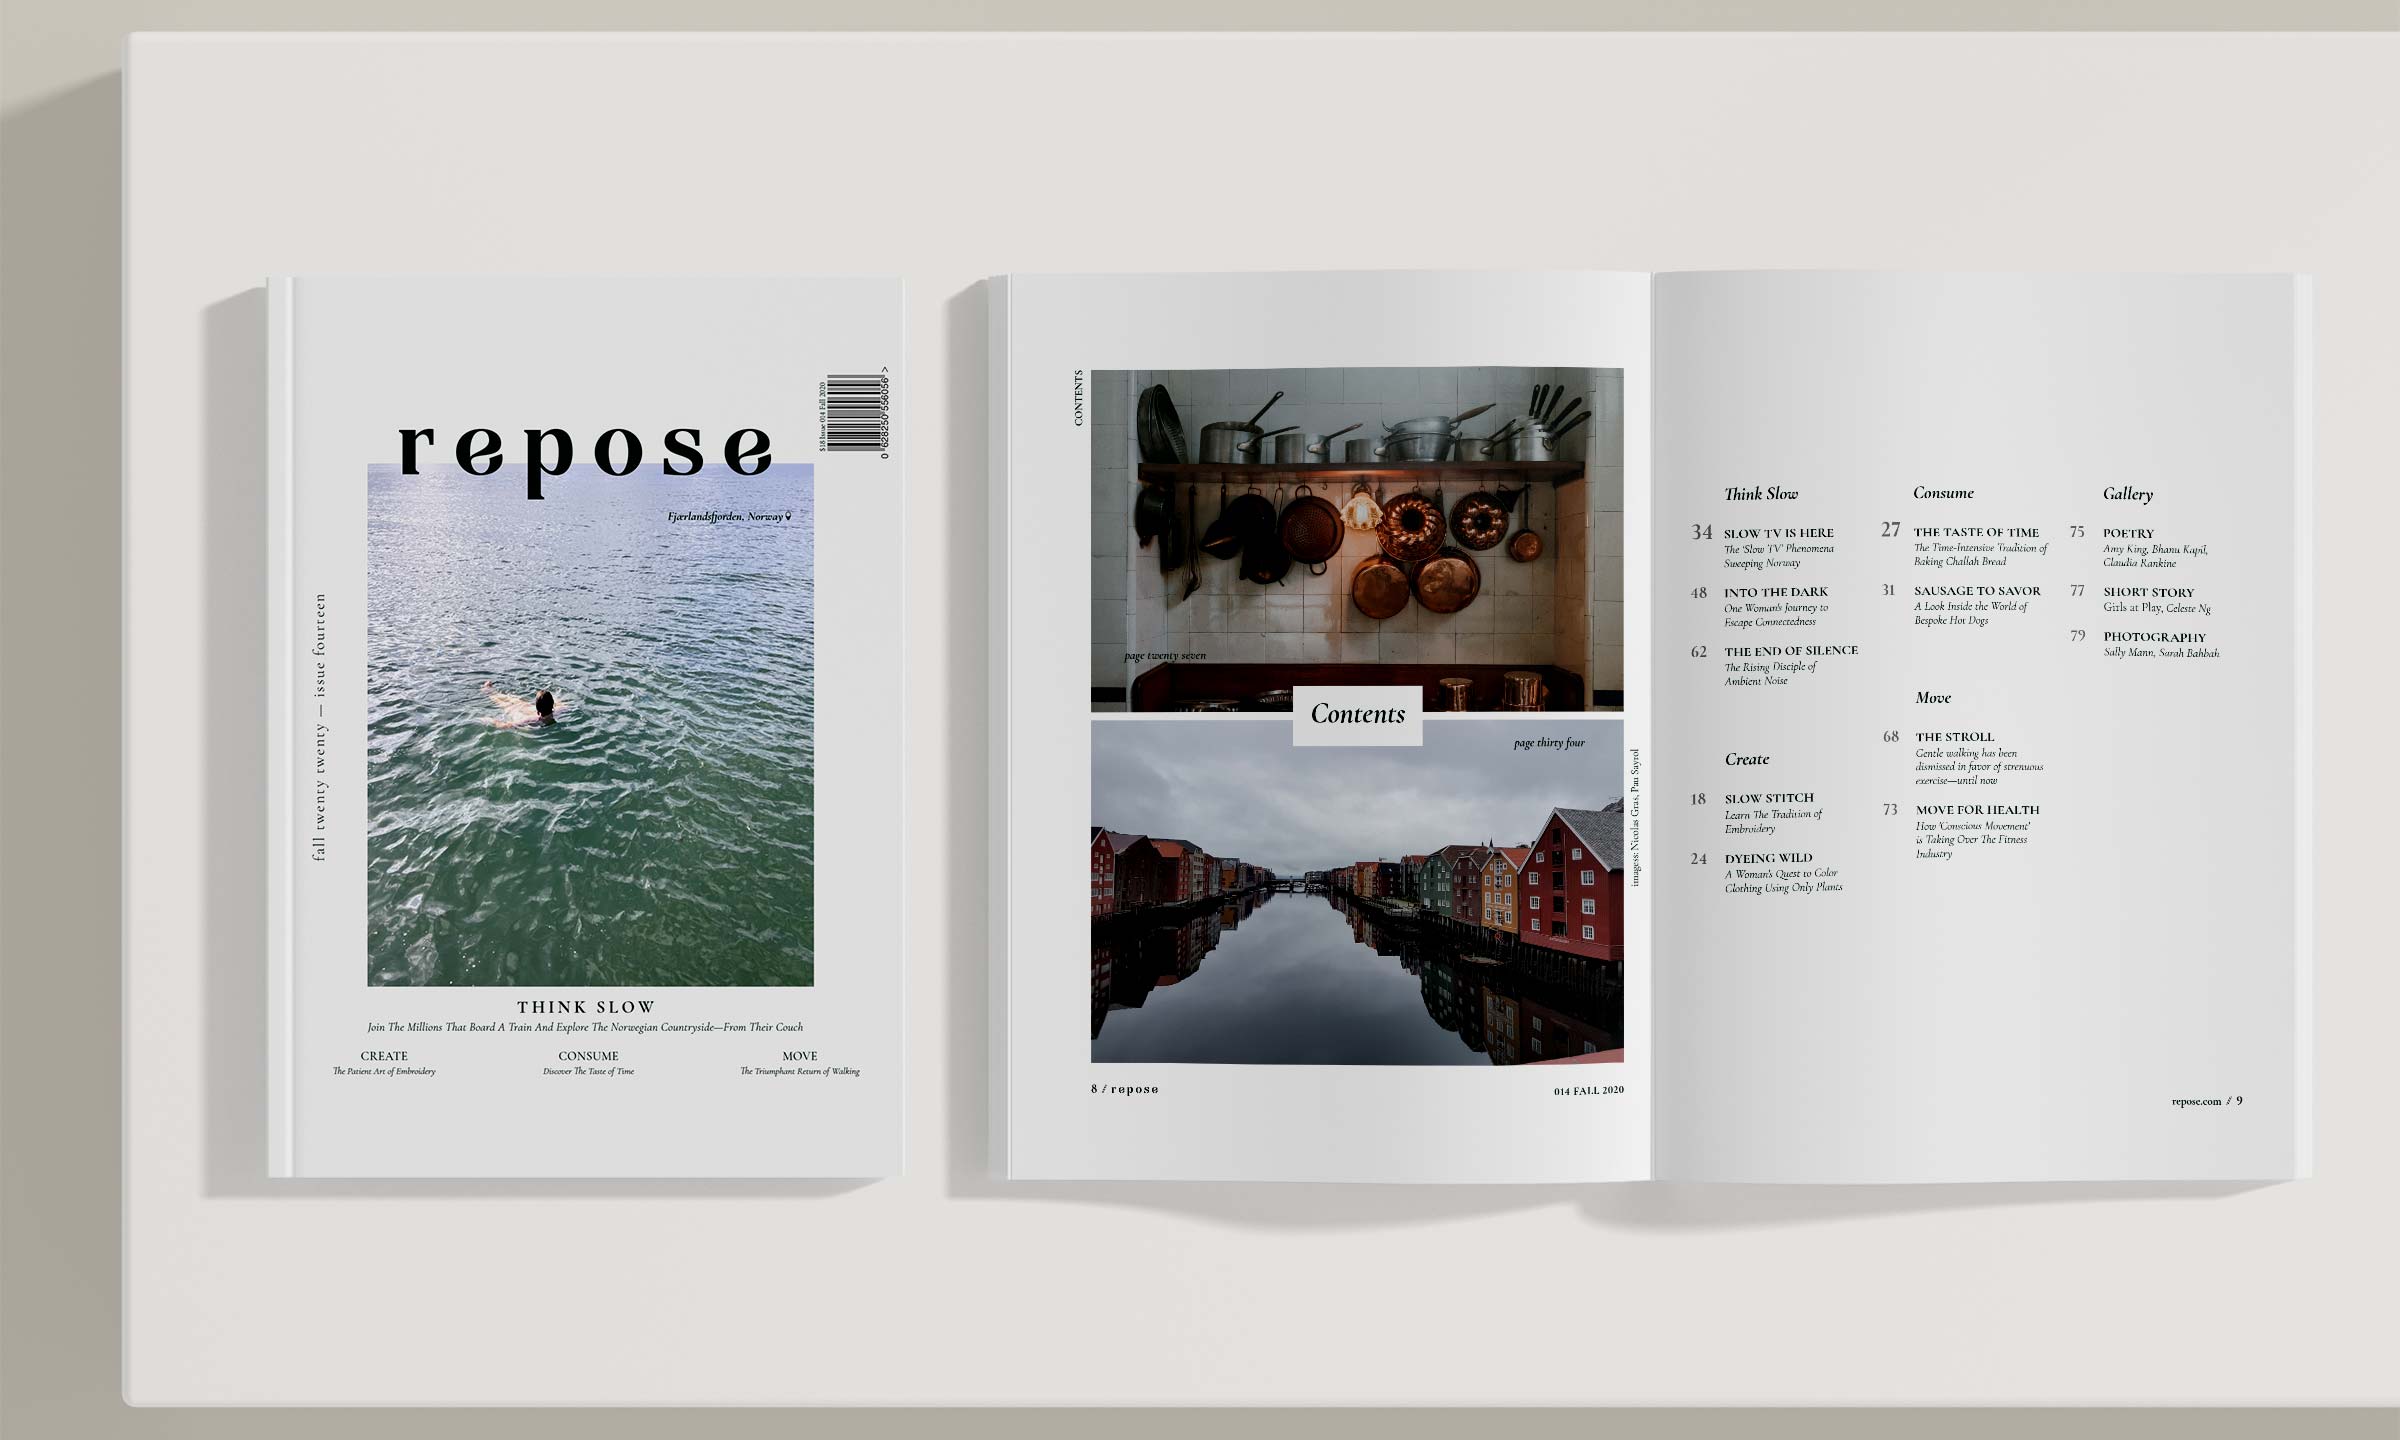 repose
$18 Issue 014 Fall 2020
0 628250 556056 >
Fjærlandsfjorden, Norway
fall twenty twenty — issue fourteen
THINK SLOW
Join The Millions That Board A Train And Explore The Norwegian Countryside—From Their Couch
CREATE
The Patient Art of Embroidery
CONSUME
Discover The Taste of Time
MOVE
The Triumphant Return of Walking
CONTENTS
page twenty seven
Contents
page thirty four
imagess: Nicolas Gras, Pau Sayrol
8 / repose
014 FALL 2020
Think Slow
34 SLOW TV IS HERE
The 'Slow TV' Phenomena
Sweeping Norway
48 INTO THE DARK
One Woman's Journey to
Escape Connectedness
62 THE END OF SILENCE
The Rising Disciple of
Ambient Noise
Create
18 SLOW STITCH
Learn The Tradition of
Embroidery
24 DYEING WILD
A Woman's Quest to Color
Clothing Using Only Plants
Consume
27 THE TASTE OF TIME
The Time-Intensive Tradition of
Baking Challah Bread
31 SAUSAGE TO SAVOR
A Look Inside the World of
Bespoke Hot Dogs
Move
68 THE STROLL
Gentle walking has been
dismissed in favor of strenuous
exercise—until now
73 MOVE FOR HEALTH
How 'Conscious Movement'
is Taking Over The Fitness
Industry
Gallery
75 POETRY
Amy King, Bhanu Kapil,
Claudia Rankine
77 SHORT STORY
Girls at Play, Celeste Ng
79 PHOTOGRAPHY
Sally Mann, Sarah Bahbah
repose.com // 9